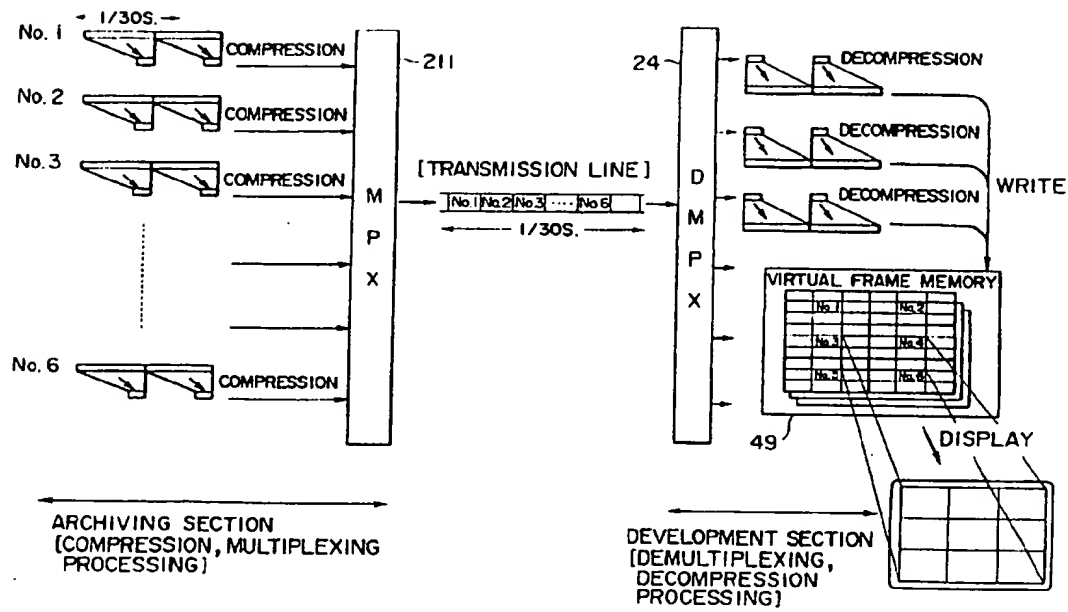 1/30S.
No. 1
COMPRESSION
No. 2
COMPRESSION
No. 3
COMPRESSION
No. 6
COMPRESSION
MPX
211
[TRANSMISSION LINE]
No.1 No.2 No.3 ···· No.6
1/30S.
24
DMPX
DECOMPRESSION
DECOMPRESSION
DECOMPRESSION
WRITE
VIRTUAL FRAME MEMORY
No.1 No.2
No.3 No.4
No.5 No.6
49
DISPLAY
ARCHIVING SECTION
[COMPRESSION, MULTIPLEXING
PROCESSING]
DEVELOPMENT SECTION
[DEMULTIPLEXING,
DECOMPRESSION
PROCESSING]